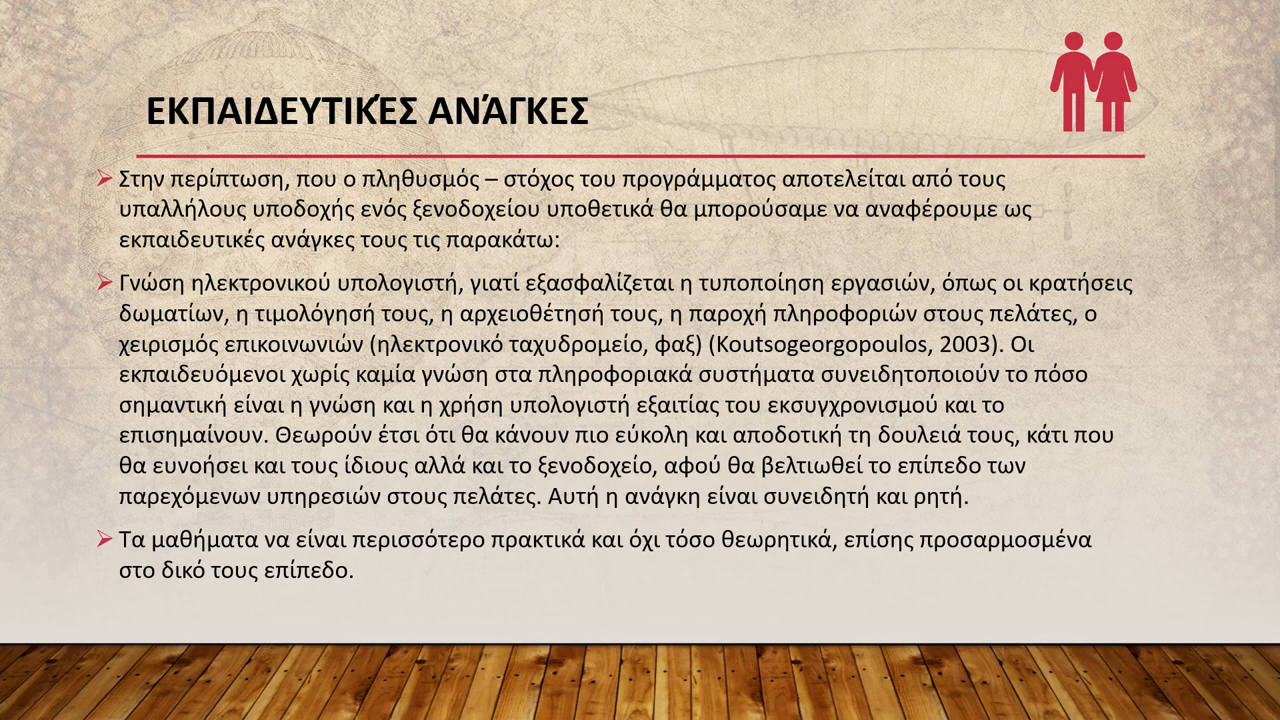 ΕΚΠΑΙΔΕΥΤΙΚΈΣ ΑΝΆΓΚΕΣ
➢ Στην περίπτωση, που ο πληθυσμός – στόχος του προγράμματος αποτελείται από τους
υπαλλήλους υποδοχής ενός ξενοδοχείου υποθετικά θα μπορούσαμε να αναφέρουμε ως
εκπαιδευτικές ανάγκες τους τις παρακάτω:
➢ Γνώση ηλεκτρονικού υπολογιστή, γιατί εξασφαλίζεται η τυποποίηση εργασιών, όπως οι κρατήσεις
δωματίων, η τιμολόγησή τους, η αρχειοθέτησή τους, η παροχή πληροφοριών στους πελάτες, ο
χειρισμός επικοινωνιών (ηλεκτρονικό ταχυδρομείο, φαξ) (Koutsogeorgopoulos, 2003). Οι
εκπαιδευόμενοι χωρίς καμία γνώση στα πληροφοριακά συστήματα συνειδητοποιούν το πόσο
σημαντική είναι η γνώση και η χρήση υπολογιστή εξαιτίας του εκσυγχρονισμού και το
επισημαίνουν. Θεωρούν έτσι ότι θα κάνουν πιο εύκολη και αποδοτική τη δουλειά τους, κάτι που
θα ευνοήσει και τους ίδιους αλλά και το ξενοδοχείο, αφού θα βελτιωθεί το επίπεδο των
παρεχόμενων υπηρεσιών στους πελάτες. Αυτή η ανάγκη είναι συνειδητή και ρητή.
➢ Τα μαθήματα να είναι περισσότερο πρακτικά και όχι τόσο θεωρητικά, επίσης προσαρμοσμένα
στο δικό τους επίπεδο.